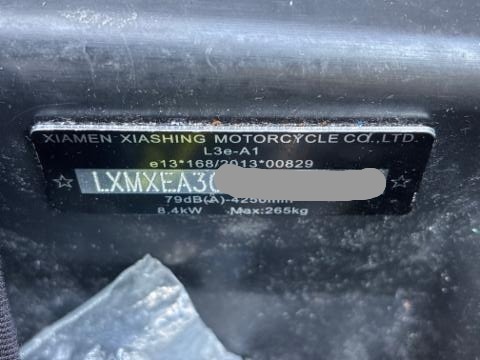 XIAMEN XIASHING MOTORCYCLE CO.,LTD.
L3e-A1
e13*168/2013*00829
☆ LXMXEA3 ☆
79dB(A)-4250min
8,4kW Max:265kg